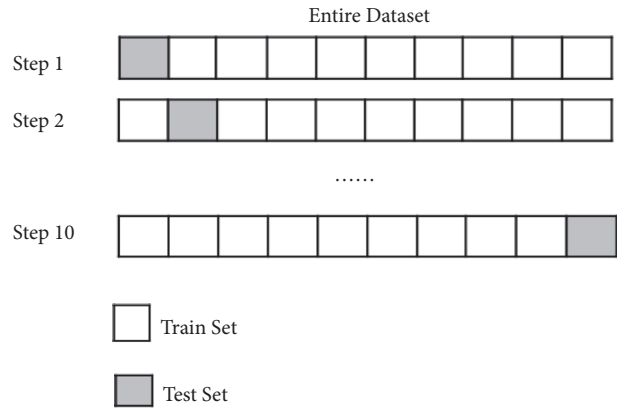 Entire Dataset
Step 1
Step 2
......
Step 10
Train Set
Test Set